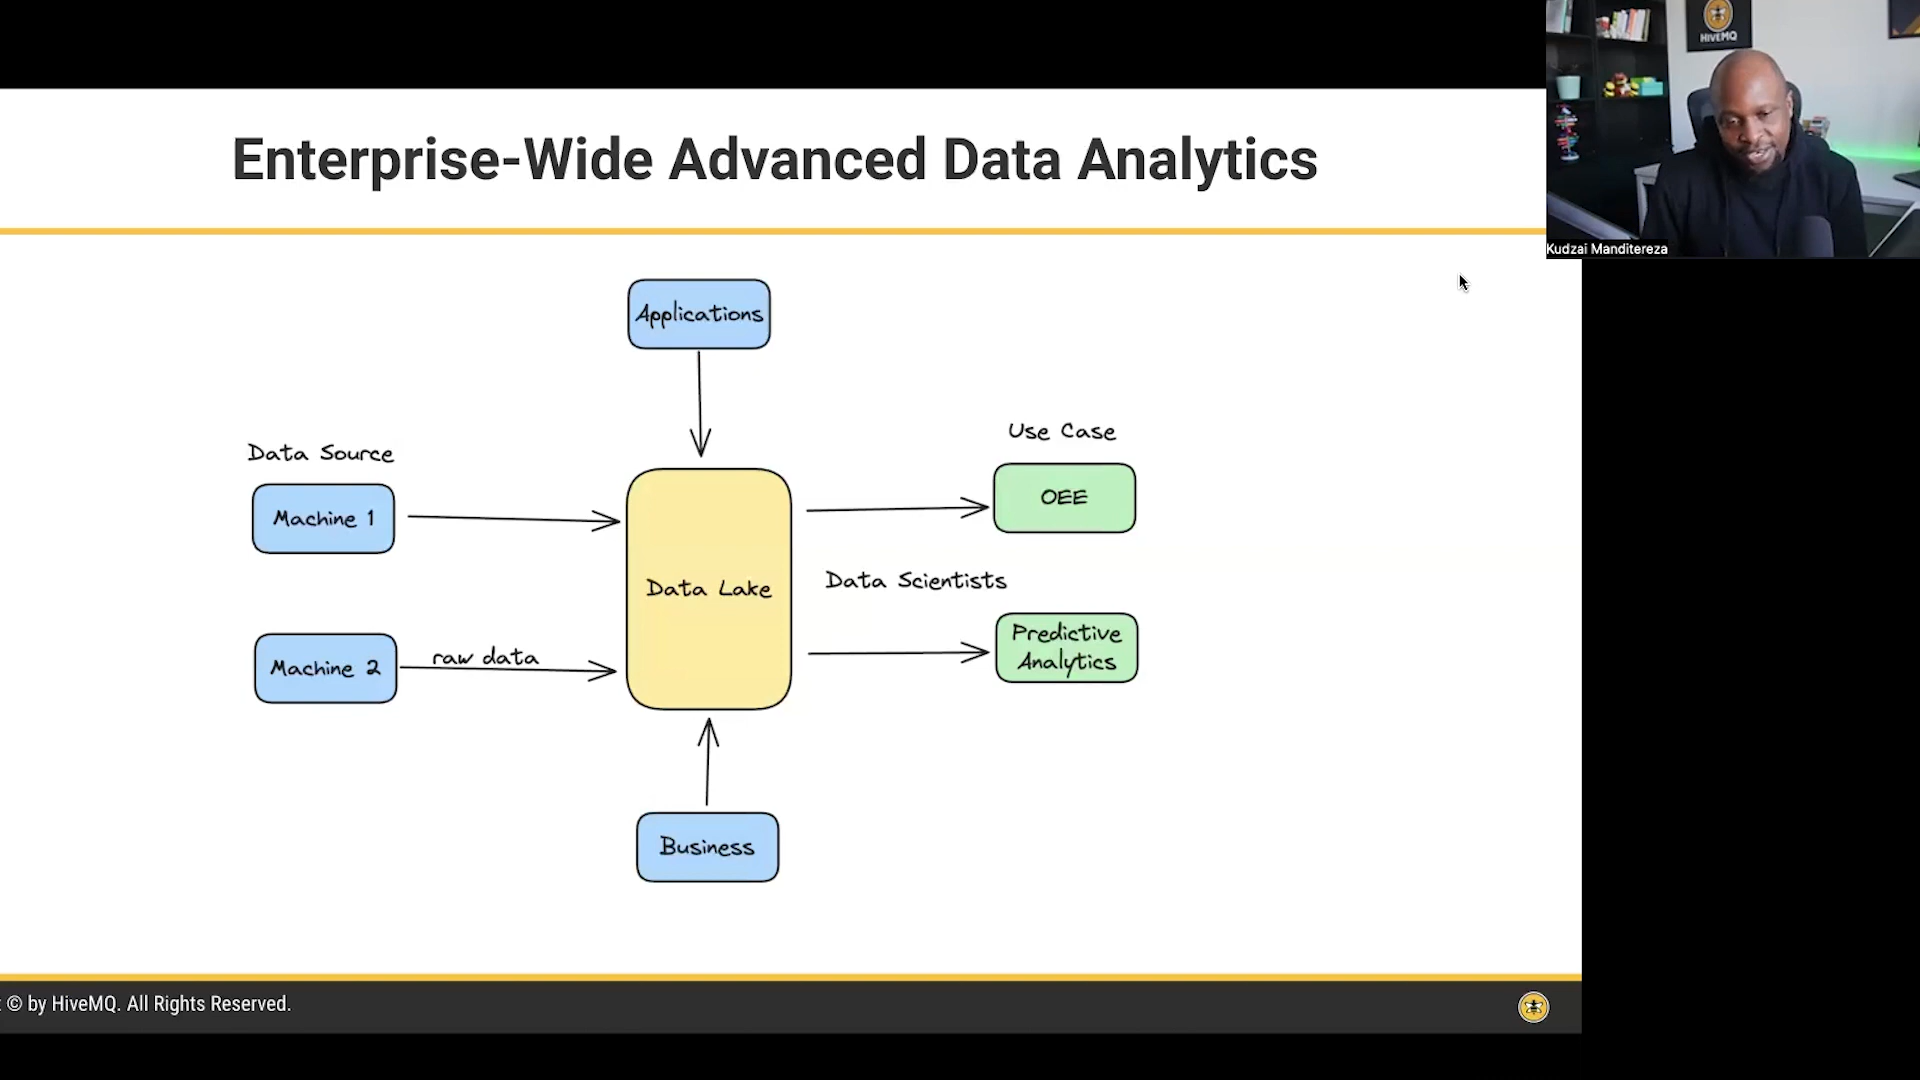 HIVEMQ
Kudzai Manditereza
Enterprise-Wide Advanced Data Analytics
Applications
Data Source
Use Case
Machine 1
OEE
Data Lake
Data Scientists
Machine 2
raw data
Predictive
Analytics
Business
© by HiveMQ. All Rights Reserved.